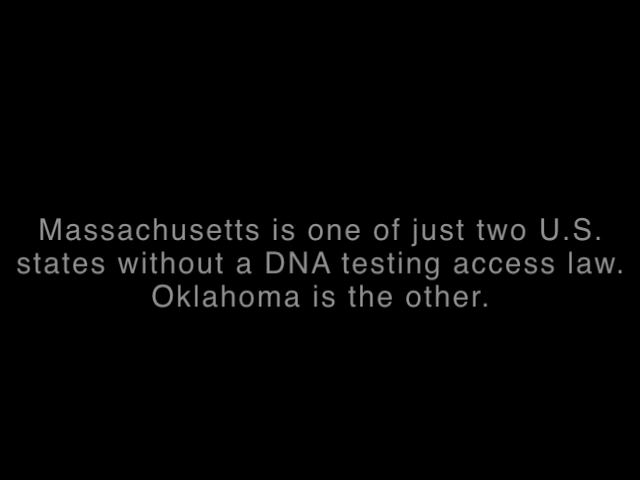 Massachusetts is one of just two U.S.
states without a DNA testing access law.
Oklahoma is the other.